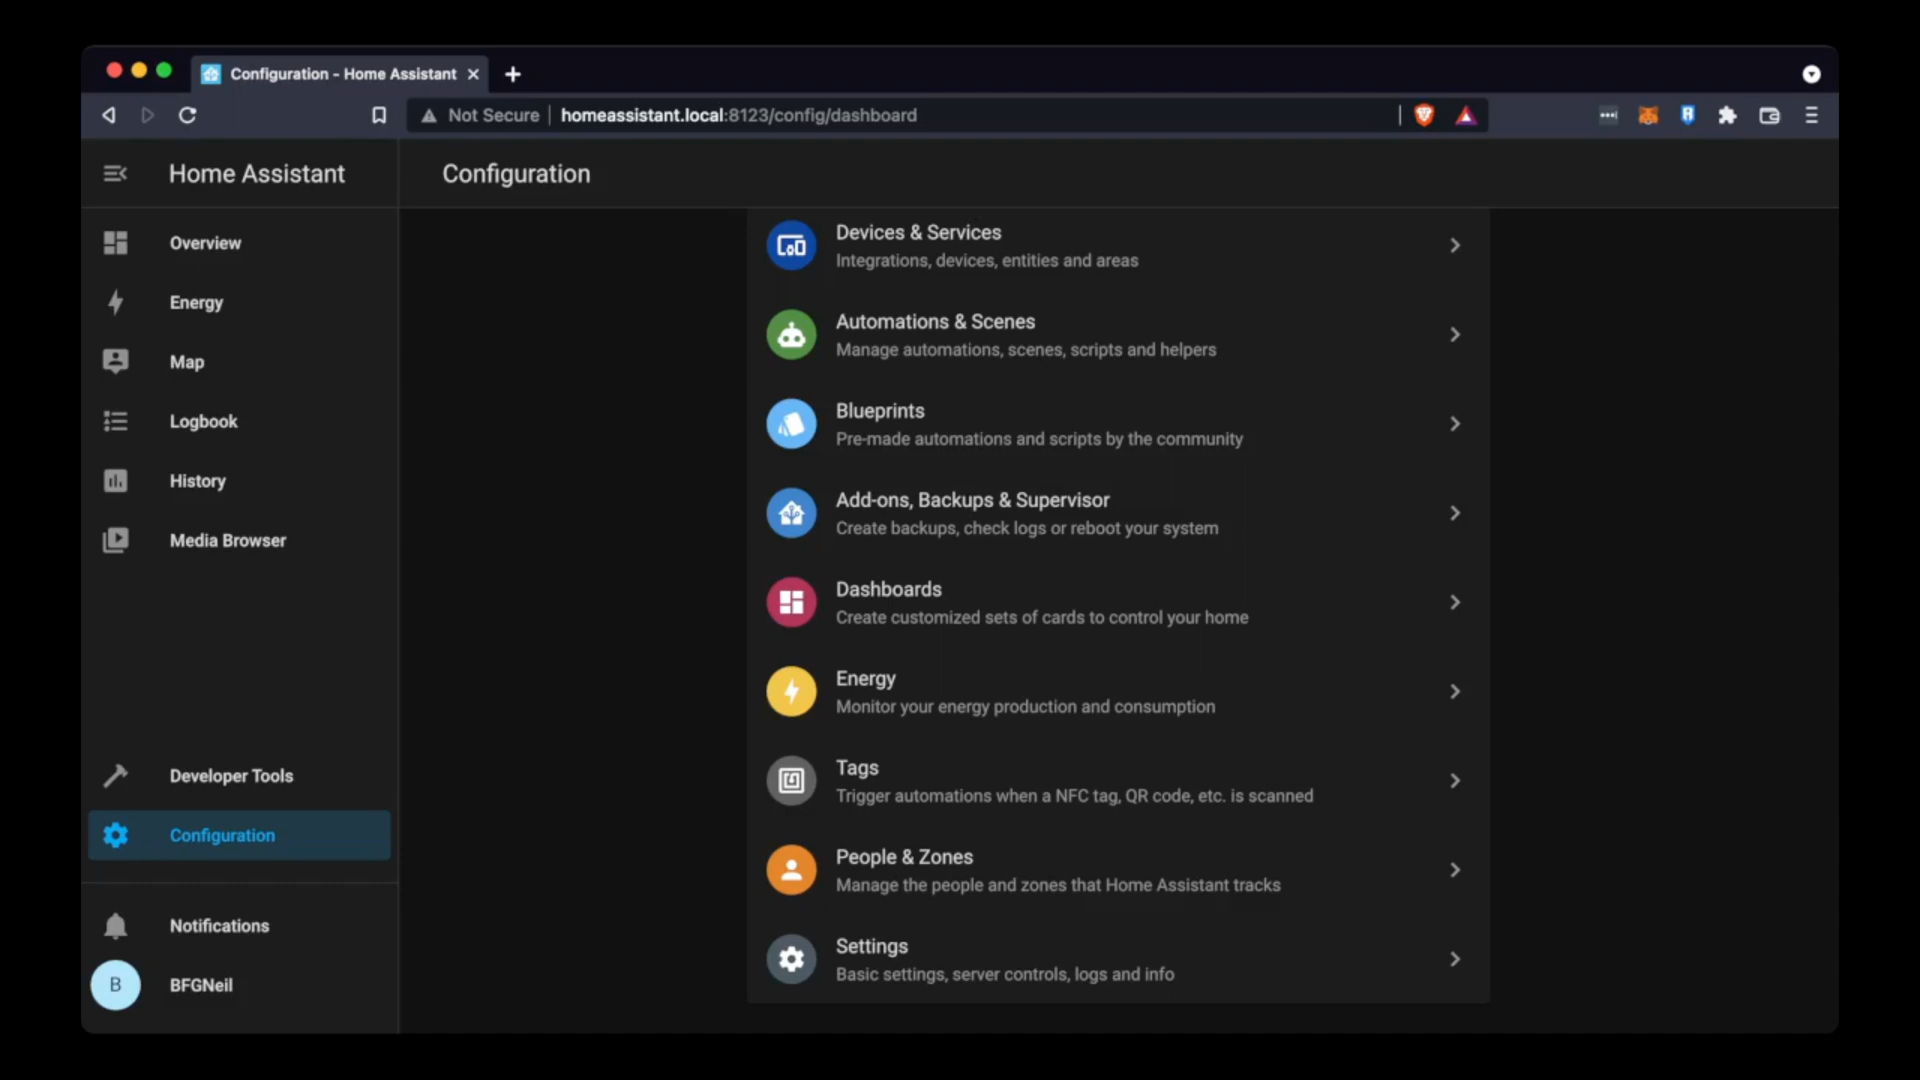 Configuration - Home Assistant
Not Secure homeassistant.local:8123/config/dashboard
Home Assistant
Configuration
Overview
Energy
Map
Logbook
History
Media Browser
Developer Tools
Configuration
Notifications
B BFGNeil
Devices & Services
Integrations, devices, entities and areas
Automations & Scenes
Manage automations, scenes, scripts and helpers
Blueprints
Pre-made automations and scripts by the community
Add-ons, Backups & Supervisor
Create backups, check logs or reboot your system
Dashboards
Create customized sets of cards to control your home
Energy
Monitor your energy production and consumption
Tags
Trigger automations when a NFC tag, QR code, etc. is scanned
People & Zones
Manage the people and zones that Home Assistant tracks
Settings
Basic settings, server controls, logs and info